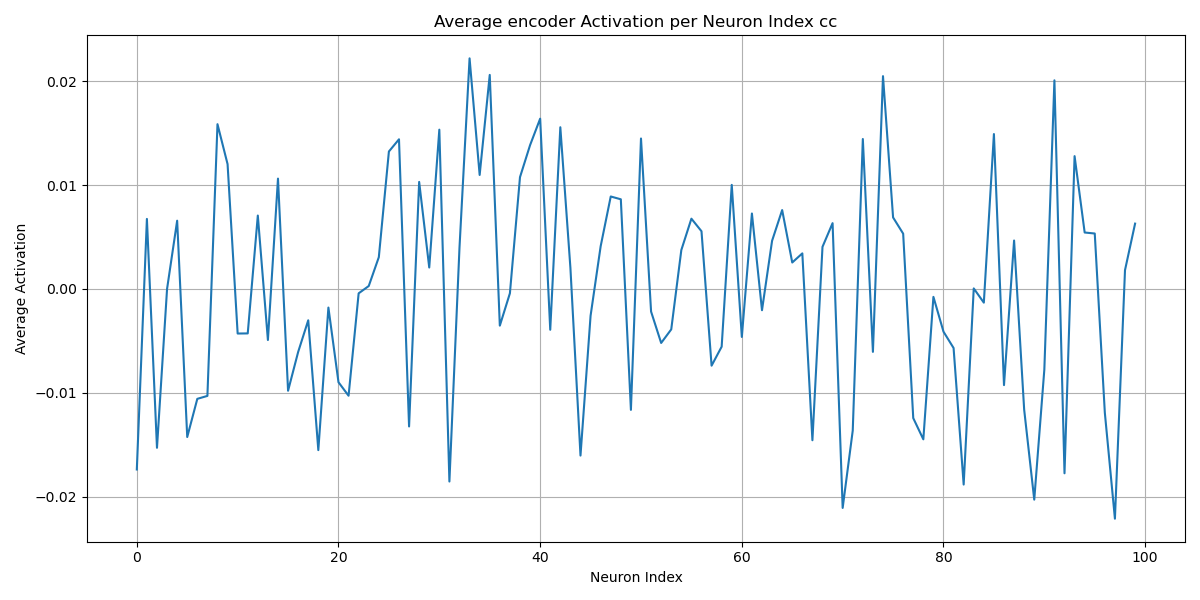 Average encoder Activation per Neuron Index cc
Average Activation
0.02
0.01
0.00
−0.01
−0.02
0 20 40 60 80 100
Neuron Index